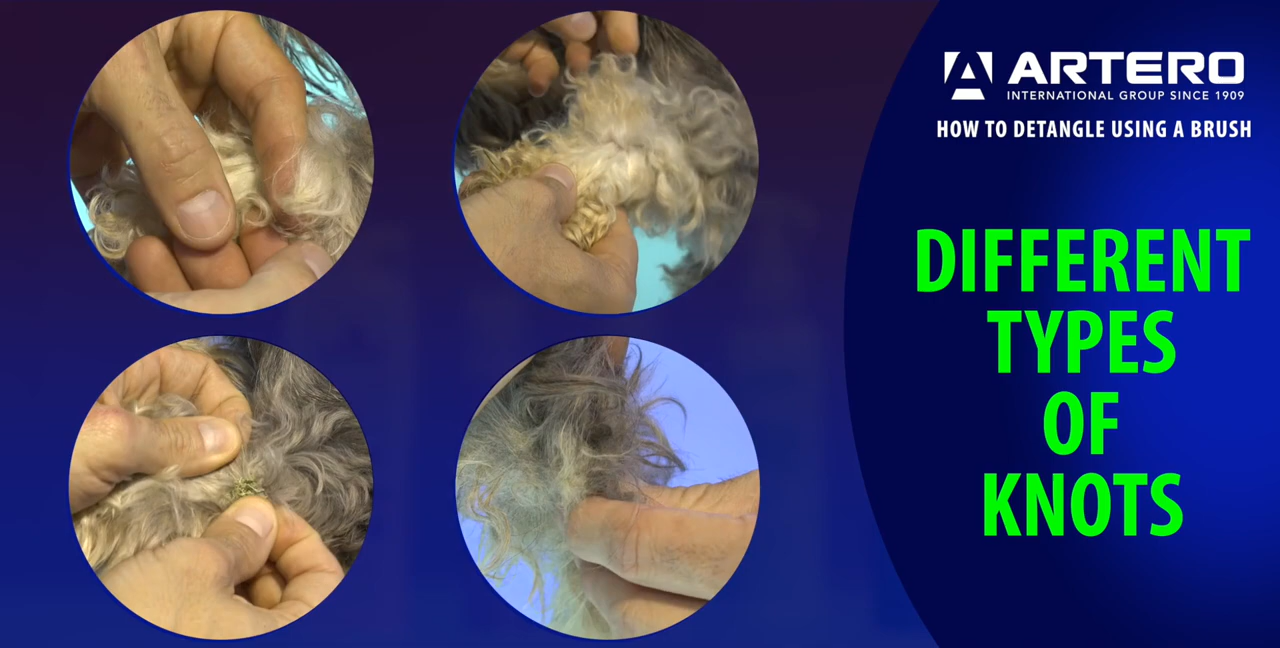 ARTERO
INTERNATIONAL GROUP SINCE 1909
HOW TO DETANGLE USING A BRUSH
DIFFERENT
TYPES
OF
KNOTS